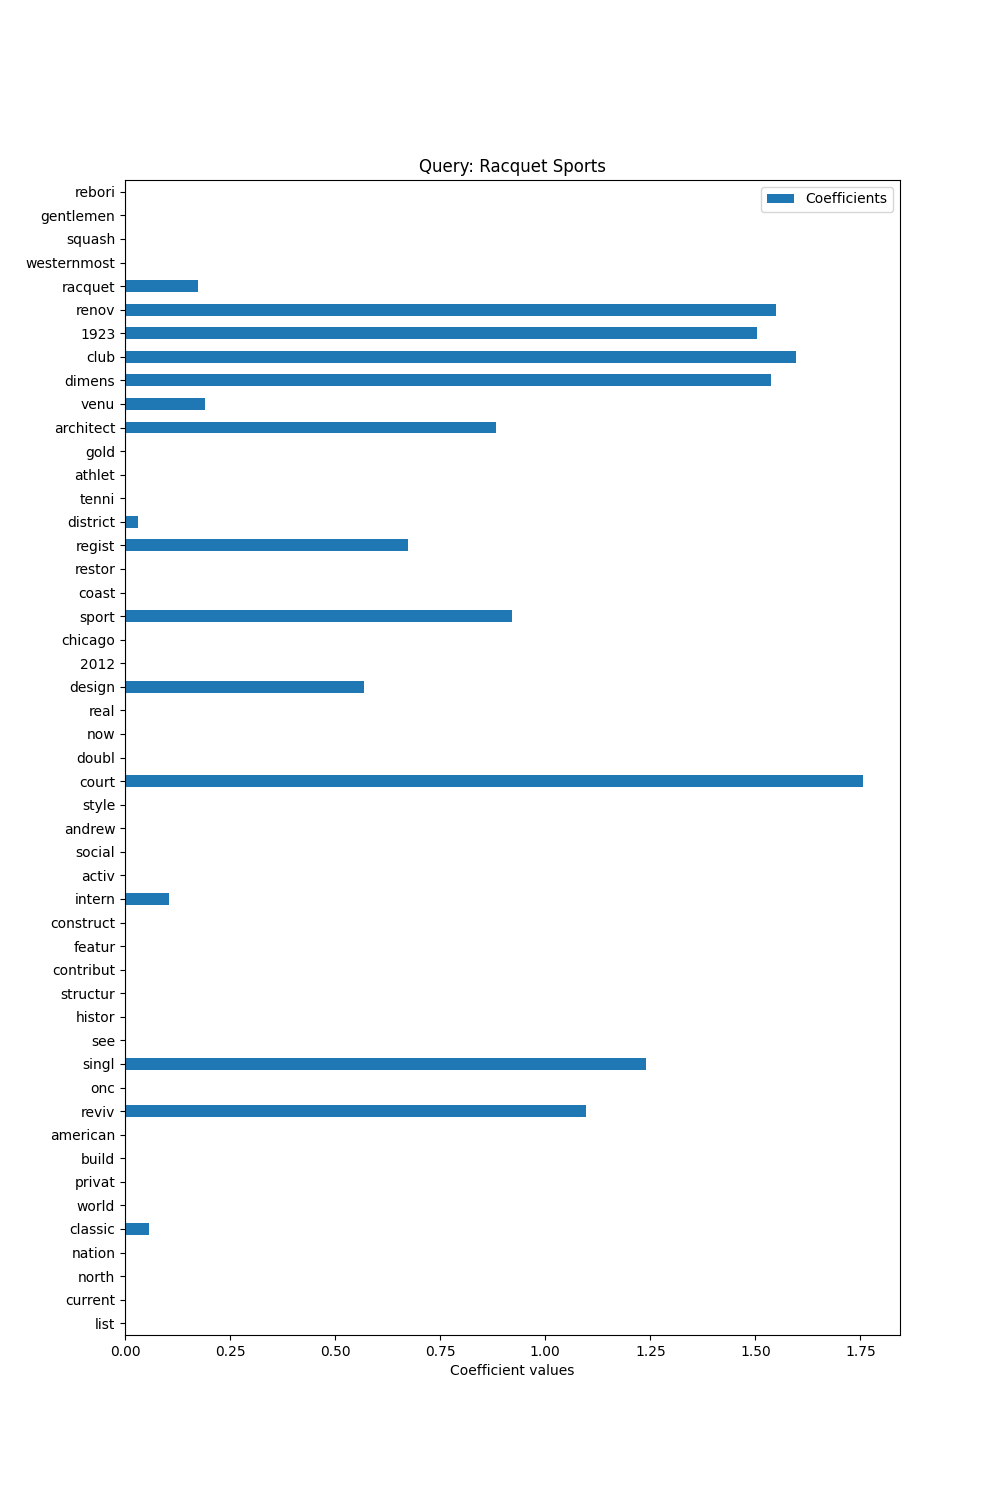 Query: Racquet Sports
Coefficients
rebori
gentlemen
squash
westernmost
racquet
renov
1923
club
dimens
venu
architect
gold
athlet
tenni
district
regist
restor
coast
sport
chicago
2012
design
real
now
doubl
court
style
andrew
social
activ
intern
construct
featur
contribut
structur
histor
see
singl
onc
reviv
american
build
privat
world
classic
nation
north
current
list
0.00 0.25 0.50 0.75 1.00 1.25 1.50 1.75
Coefficient values